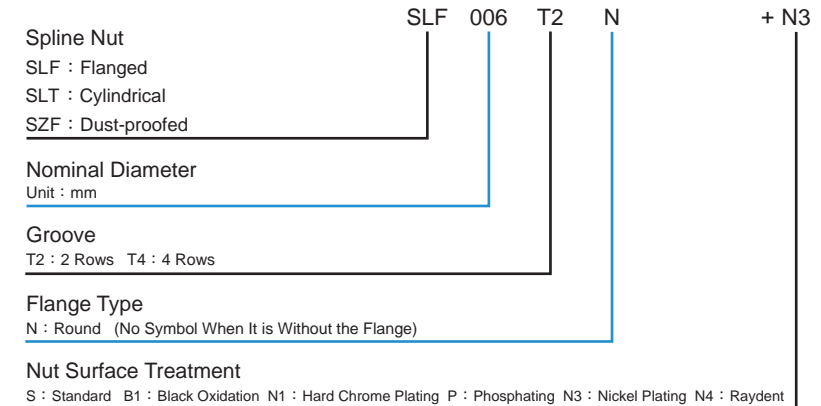 SLF 006 T2 N + N3
Spline Nut
SLF：Flanged
SLT：Cylindrical
SZF：Dust-proofed
Nominal Diameter
Unit：mm
Groove
T2：2 Rows T4：4 Rows
Flange Type
N：Round (No Symbol When It is Without the Flange)
Nut Surface Treatment
S：Standard B1：Black Oxidation N1：Hard Chrome Plating P：Phosphating N3：Nickel Plating N4：Raydent